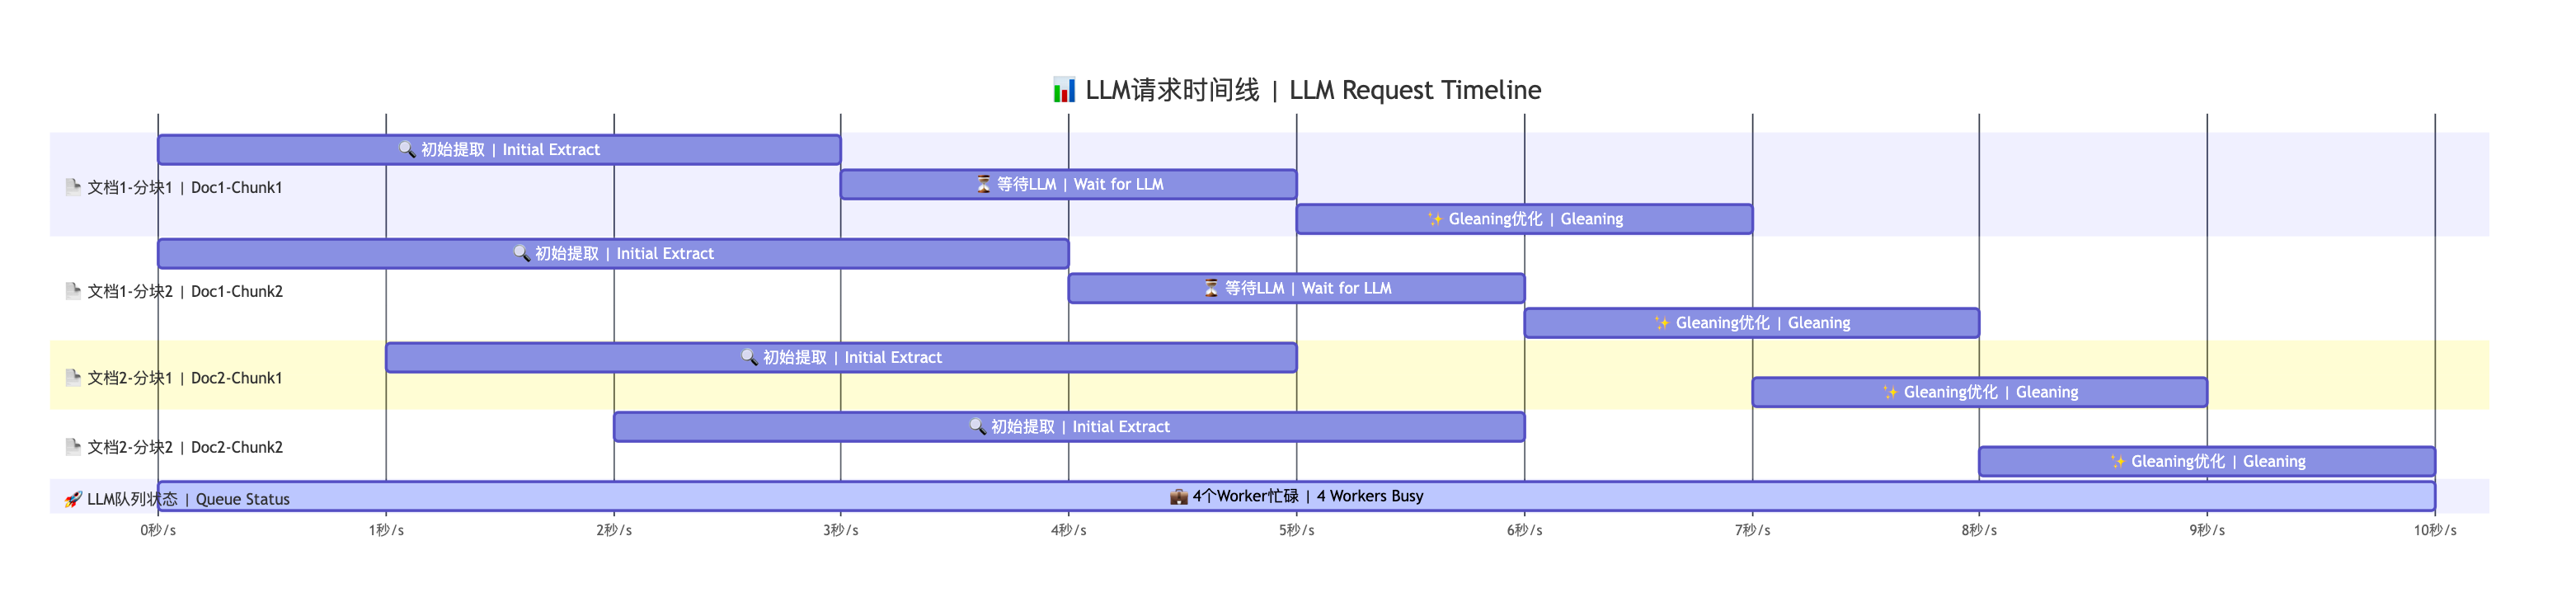 📊 LLM请求时间线 | LLM Request Timeline
🔍 初始提取 | Initial Extract
📄 文档1-分块1 | Doc1-Chunk1
⏳ 等待LLM | Wait for LLM
✨ Gleaning优化 | Gleaning
🔍 初始提取 | Initial Extract
📄 文档1-分块2 | Doc1-Chunk2
⏳ 等待LLM | Wait for LLM
✨ Gleaning优化 | Gleaning
🔍 初始提取 | Initial Extract
📄 文档2-分块1 | Doc2-Chunk1
✨ Gleaning优化 | Gleaning
🔍 初始提取 | Initial Extract
📄 文档2-分块2 | Doc2-Chunk2
✨ Gleaning优化 | Gleaning
🚀 LLM队列状态 | Queue Status
💼 4个Worker忙碌 | 4 Workers Busy
0秒/s 1秒/s 2秒/s 3秒/s 4秒/s 5秒/s 6秒/s 7秒/s 8秒/s 9秒/s 10秒/s